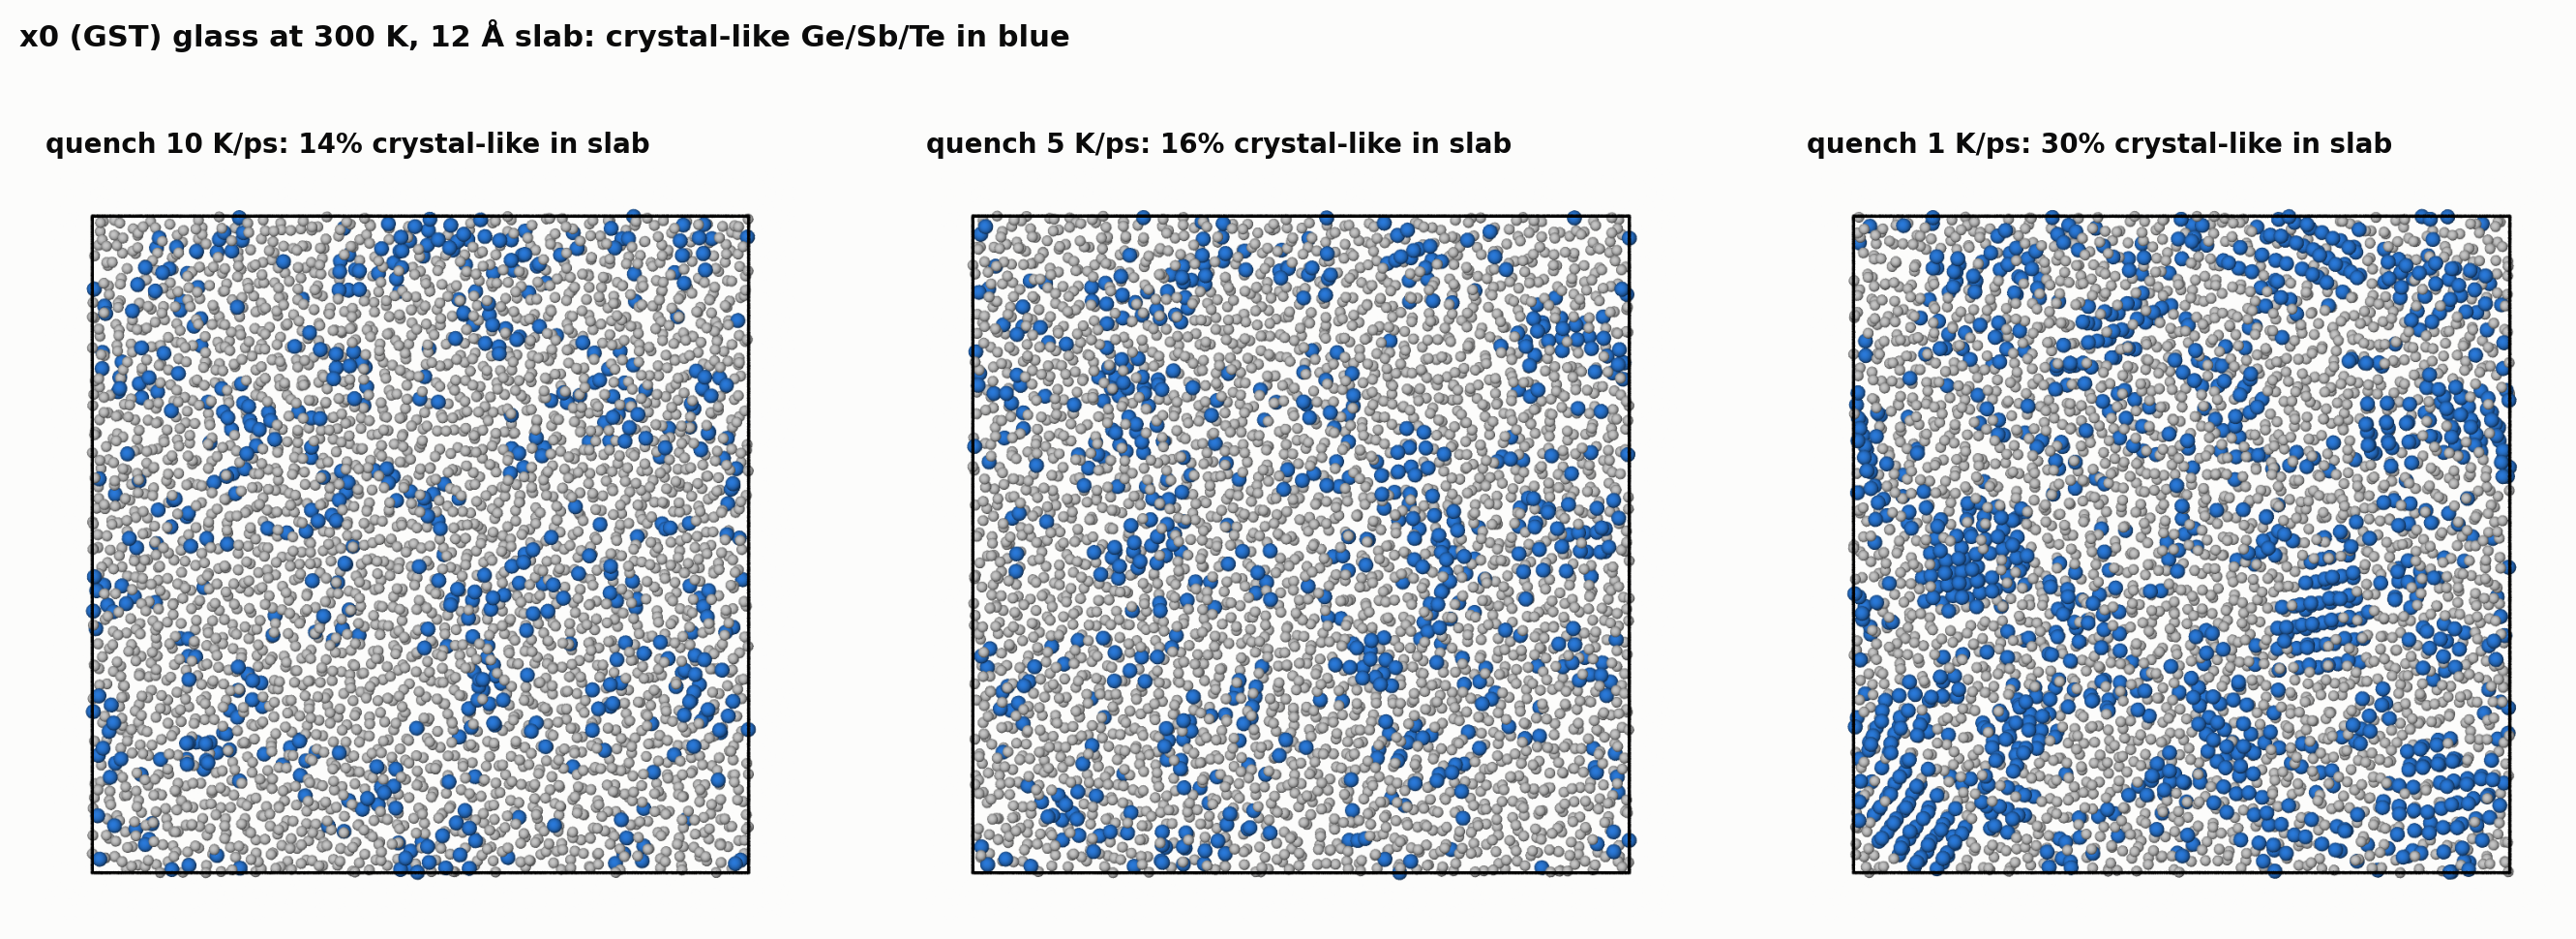 x0 (GST) glass at 300 K, 12 Å slab: crystal-like Ge/Sb/Te in blue
quench 10 K/ps: 14% crystal-like in slab
quench 5 K/ps: 16% crystal-like in slab
quench 1 K/ps: 30% crystal-like in slab